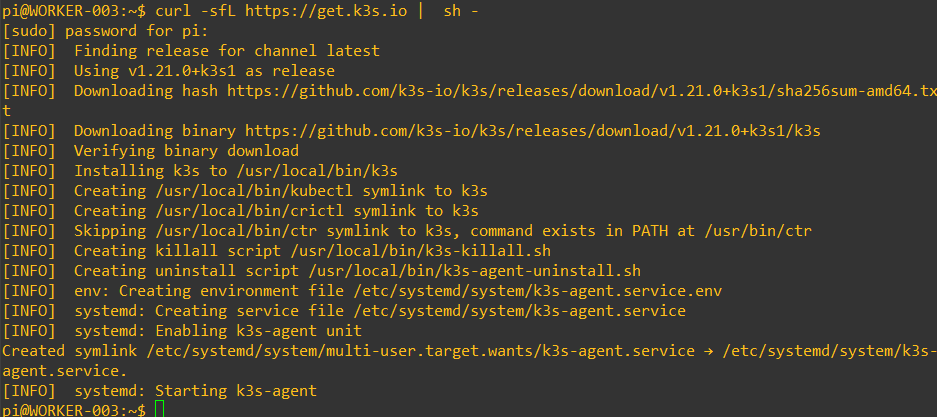 pi@WORKER-003:~$ curl -sfL https://get.k3s.io |  sh -
[sudo] password for pi:
[INFO]  Finding release for channel latest
[INFO]  Using v1.21.0+k3s1 as release
[INFO]  Downloading hash https://github.com/k3s-io/k3s/releases/download/v1.21.0+k3s1/sha256sum-amd64.tx
t
[INFO]  Downloading binary https://github.com/k3s-io/k3s/releases/download/v1.21.0+k3s1/k3s
[INFO]  Verifying binary download
[INFO]  Installing k3s to /usr/local/bin/k3s
[INFO]  Creating /usr/local/bin/kubectl symlink to k3s
[INFO]  Creating /usr/local/bin/crictl symlink to k3s
[INFO]  Skipping /usr/local/bin/ctr symlink to k3s, command exists in PATH at /usr/bin/ctr
[INFO]  Creating killall script /usr/local/bin/k3s-killall.sh
[INFO]  Creating uninstall script /usr/local/bin/k3s-agent-uninstall.sh
[INFO]  env: Creating environment file /etc/systemd/system/k3s-agent.service.env
[INFO]  systemd: Creating service file /etc/systemd/system/k3s-agent.service
[INFO]  systemd: Enabling k3s-agent unit
Created symlink /etc/systemd/system/multi-user.target.wants/k3s-agent.service → /etc/systemd/system/k3s-
agent.service.
[INFO]  systemd: Starting k3s-agent
pi@WORKER-003:~$